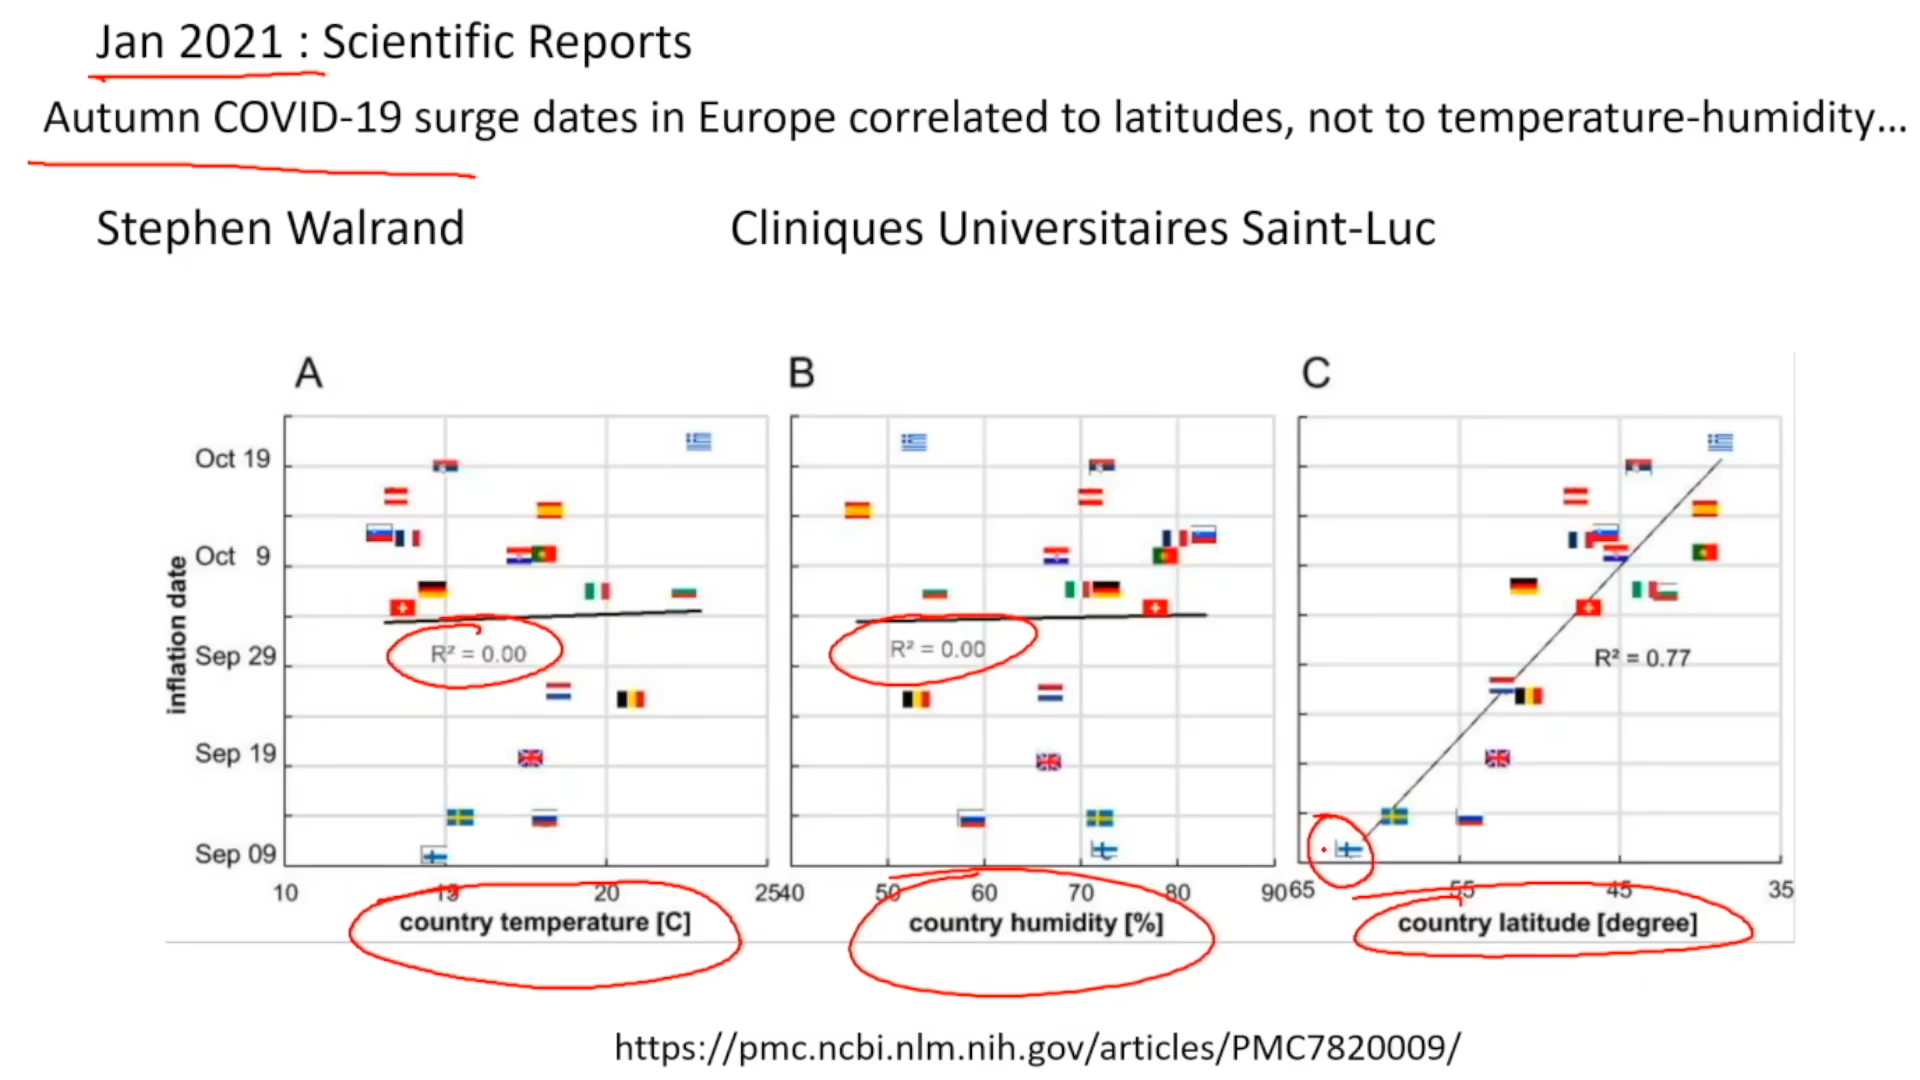 Jan 2021 : Scientific Reports
Autumn COVID-19 surge dates in Europe correlated to latitudes, not to temperature-humidity...
Stephen Walrand
Cliniques Universitaires Saint-Luc
A
B
C
inflation date
Oct 19
Oct 9
Sep 29
Sep 19
Sep 09
R² = 0.00
R² = 0.00
R² = 0.77
10 15 20 25
40 50 60 70 80 90
65 55 45 35
country temperature [C]
country humidity [%]
country latitude [degree]
https://pmc.ncbi.nlm.nih.gov/articles/PMC7820009/